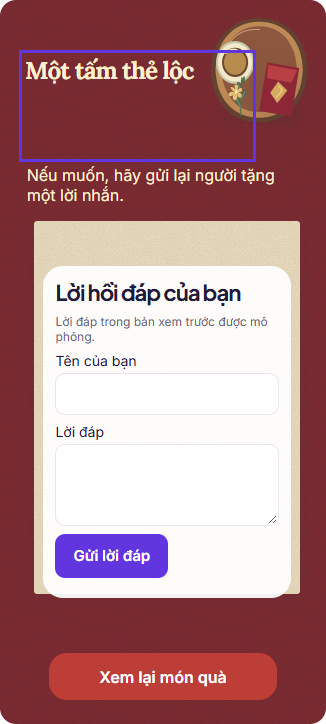 Một tấm thẻ lộc
Nếu muốn, hãy gửi lại người tặng
một lời nhắn.
Lời hồi đáp của bạn
Lời đáp trong bản xem trước được mô
phỏng.
Tên của bạn
Lời đáp
Gửi lời đáp
Xem lại món quà